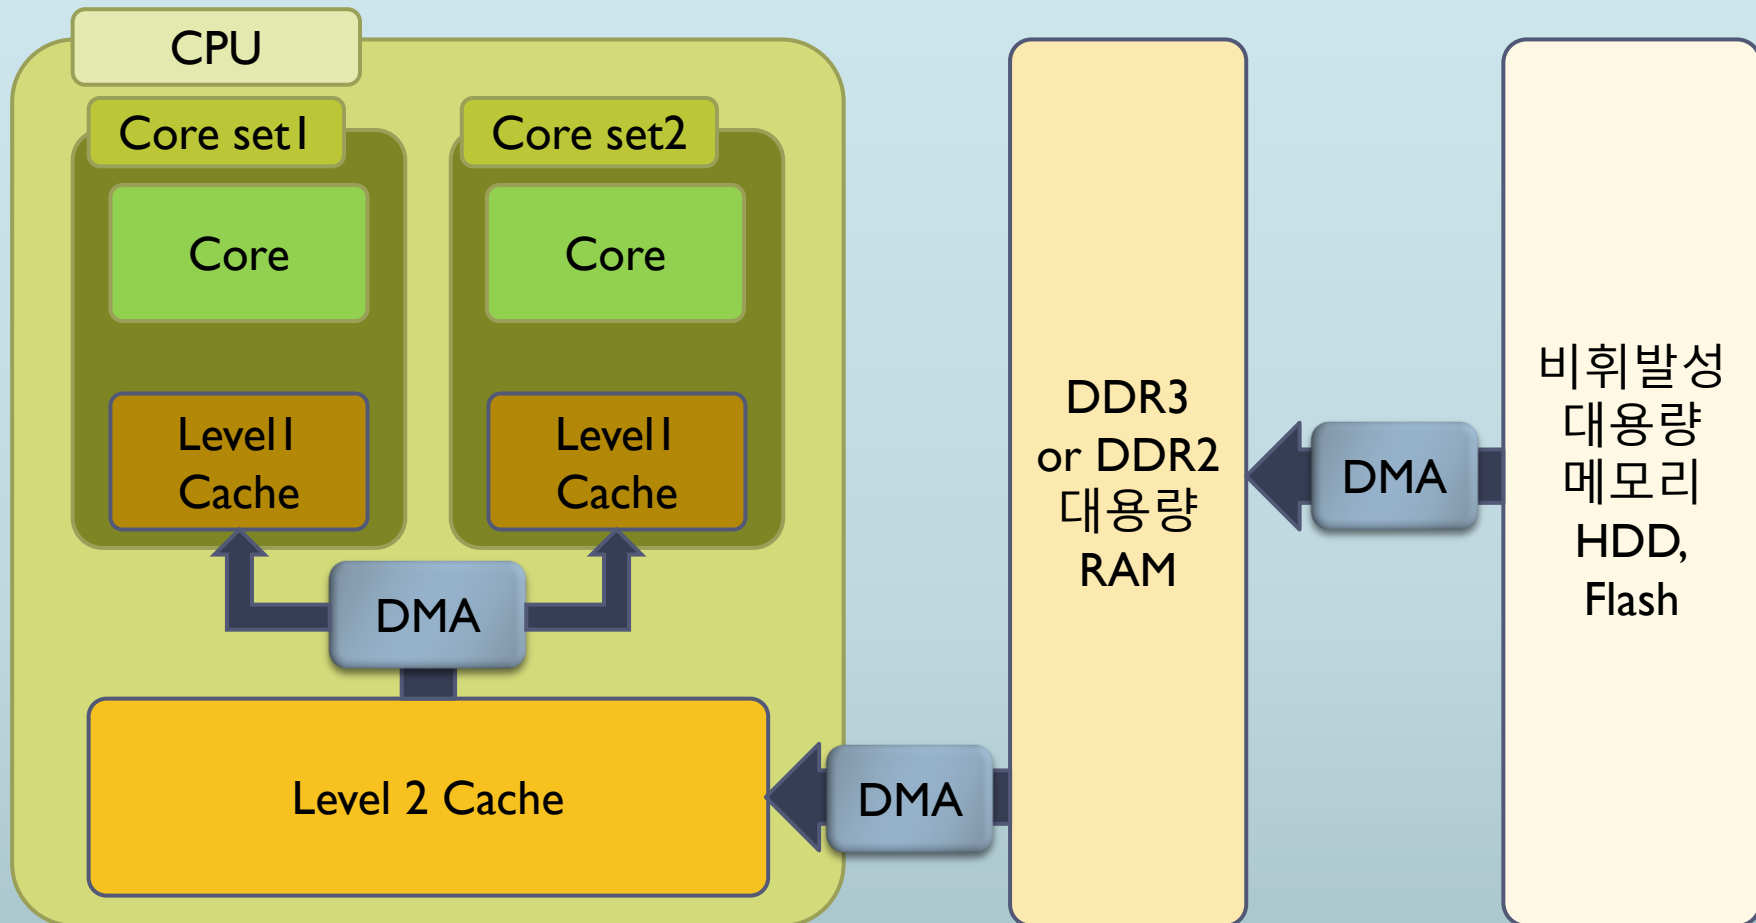 CPU
Core set1
Core set2
Core
Core
Level1
Cache
Level1
Cache
DMA
Level 2 Cache
DMA
DDR3
or DDR2
대용량
RAM
DMA
비휘발성
대용량
메모리
HDD,
Flash